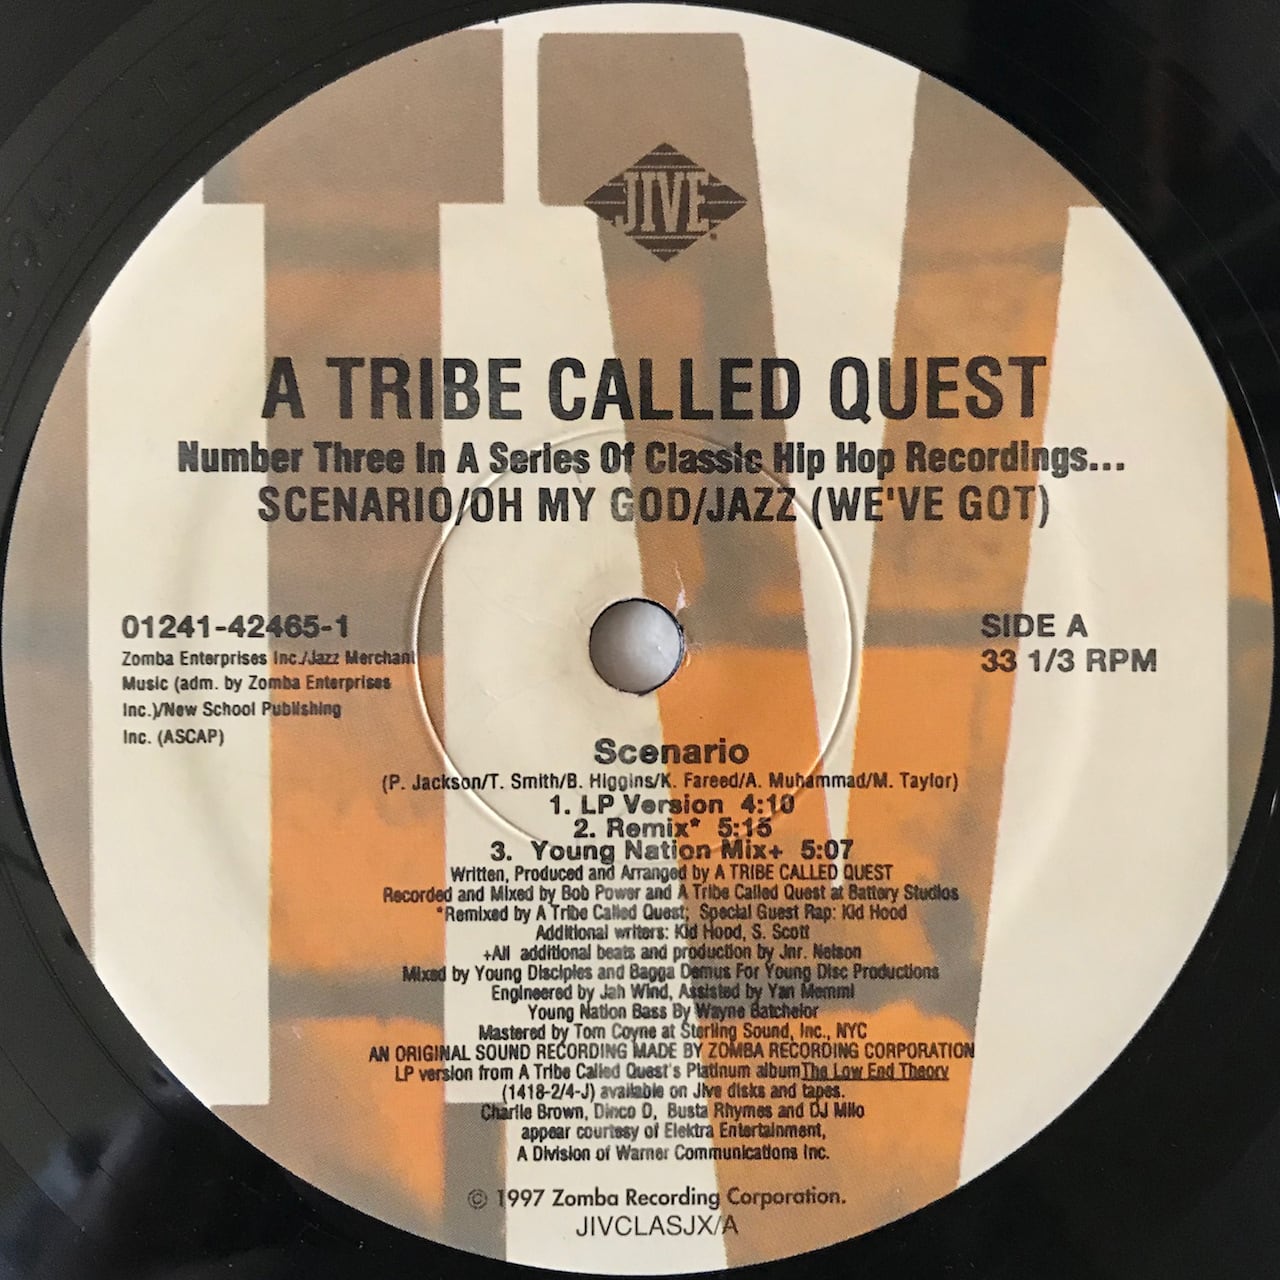 JIVE
A TRIBE CALLED QUEST
Number Three In A Series Of Classic Hip Hop Recordings...
SCENARIO/OH MY GOD/JAZZ (WE'VE GOT)
01241-42465-1
Zomba Enterprises Inc./Jazz Merchant
Music (adm. by Zomba Enterprises
Inc.)/New School Publishing
Inc. (ASCAP)
SIDE A
33 1/3 RPM
Scenario
(P. Jackson/T. Smith/B. Higgins/K. Fareed/A. Muhammad/M. Taylor)
1. LP Version 4:10
2. Remix* 5:15
3. Young Nation Mix+ 5:07
Written, Produced and Arranged by A TRIBE CALLED QUEST
Recorded and Mixed by Bob Power and A Tribe Called Quest at Battery Studios
*Remixed by A Tribe Called Quest; Special Guest Rap: Kid Hood
Additional writers: Kid Hood, S. Scott
+All additional beats and production by Jnr. Nelson
Mixed by Young Disciples and Bagga Demus For Young Disc Productions
Engineered by Jah Wind, Assisted by Yan Memmi
Young Nation Bass By Wayne Batchelor
Mastered by Tom Coyne at Sterling Sound, Inc., NYC
AN ORIGINAL SOUND RECORDING MADE BY ZOMBA RECORDING CORPORATION
LP version from A Tribe Called Quest's Platinum album The Low End Theory
(1418-2/4-J) available on Jive disks and tapes.
Charlie Brown, Dinco D, Busta Rhymes and DJ Milo
appear courtesy of Elektra Entertainment,
A Division of Warner Communications Inc.
© 1997 Zomba Recording Corporation.
JIVCLASJX/A